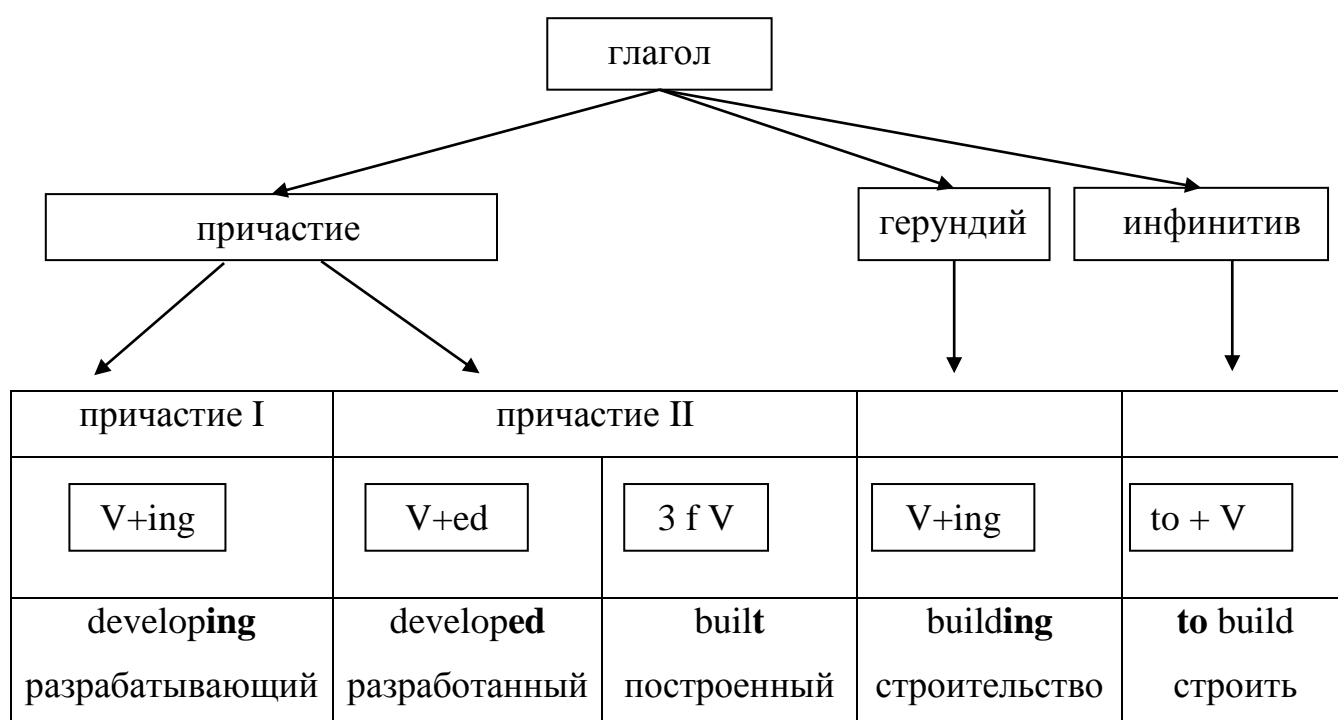 глагол
причастие
герундий
инфинитив
причастие I
причастие II
V+ing
V+ed
3 f V
V+ing
to + V
developing
developed
built
building
to build
разрабатывающий
разработанный
построенный
строительство
строить